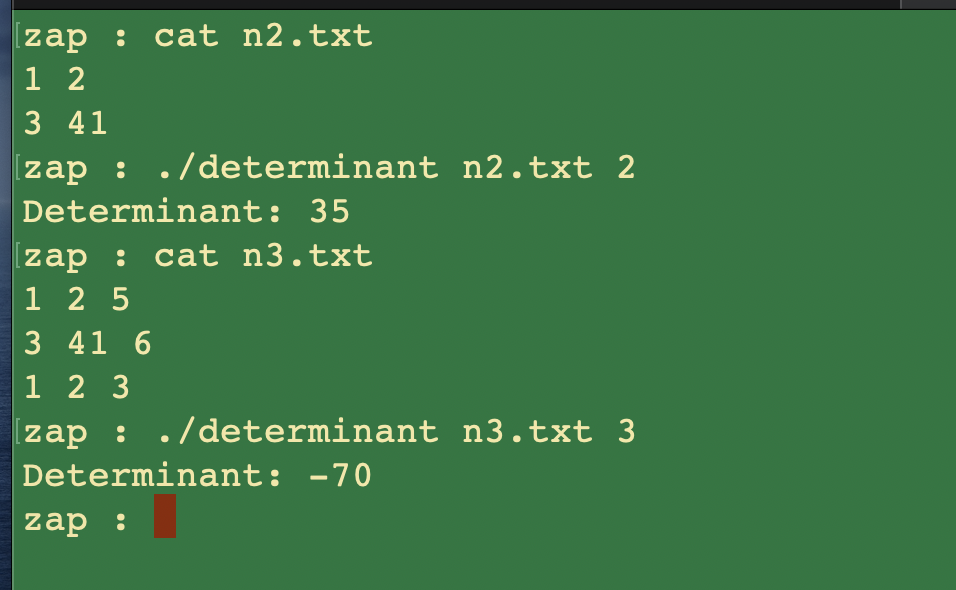 zap : cat n2.txt
1 2
3 41
zap : ./determinant n2.txt 2
Determinant: 35
zap : cat n3.txt
1 2 5
3 41 6
1 2 3
zap : ./determinant n3.txt 3
Determinant: -70
zap :